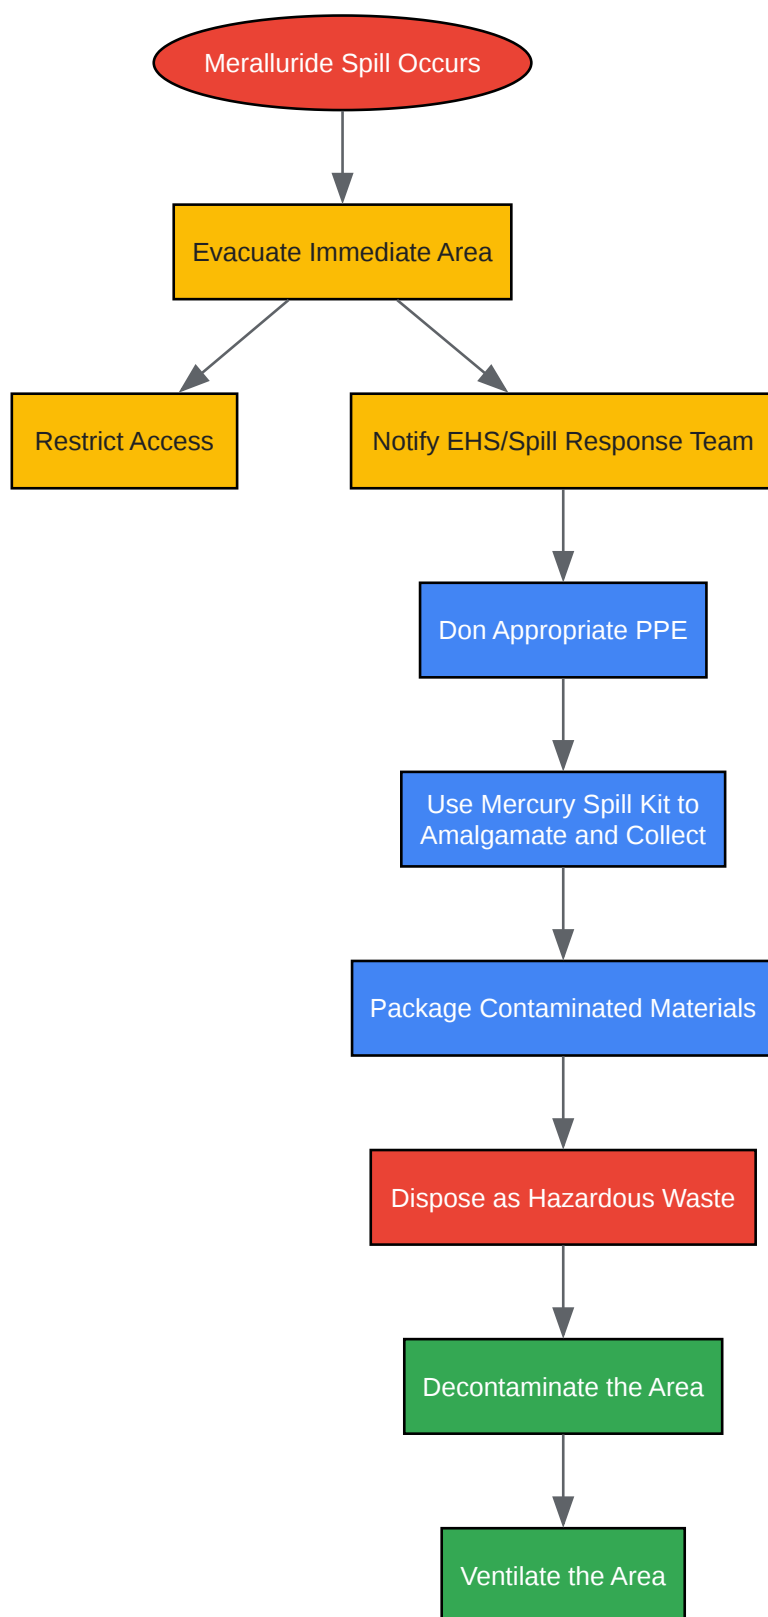 Meralluride Spill Occurs
Evacuate Immediate Area
Restrict Access
Notify EHS/Spill Response Team
Don Appropriate PPE
Use Mercury Spill Kit to
Amalgamate and Collect
Package Contaminated Materials
Dispose as Hazardous Waste
Decontaminate the Area
Ventilate the Area